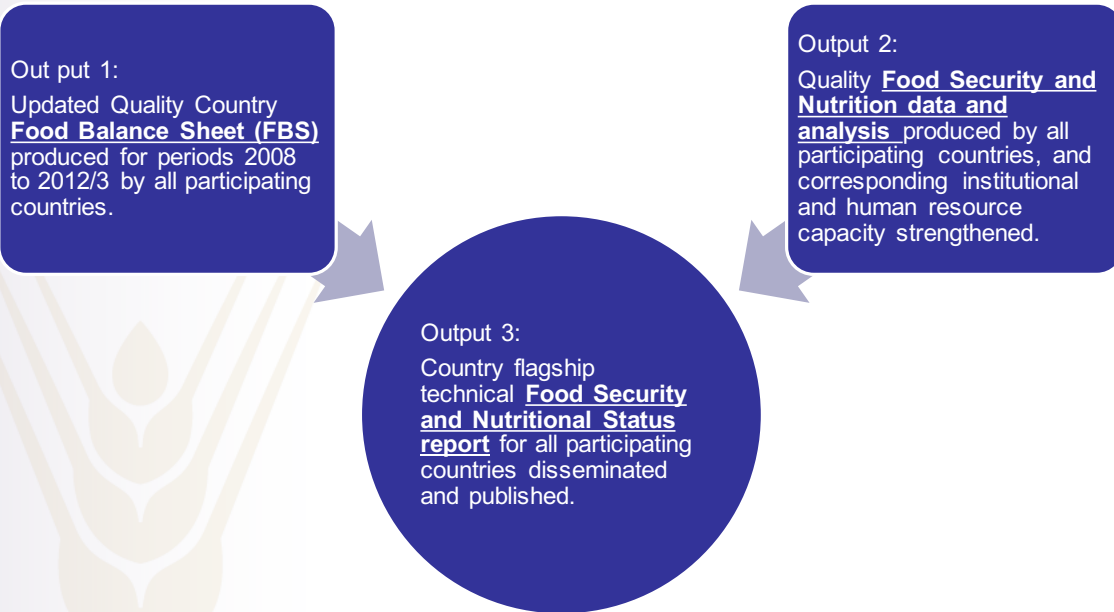 Out put 1:
Updated Quality Country
Food Balance Sheet (FBS)
produced for periods 2008
to 2012/3 by all participating
countries.
Output 2:
Quality Food Security and
Nutrition data and
analysis produced by all
participating countries, and
corresponding institutional
and human resource
capacity strengthened.
Output 3:
Country flagship
technical Food Security
and Nutritional Status
report for all participating
countries disseminated
and published.